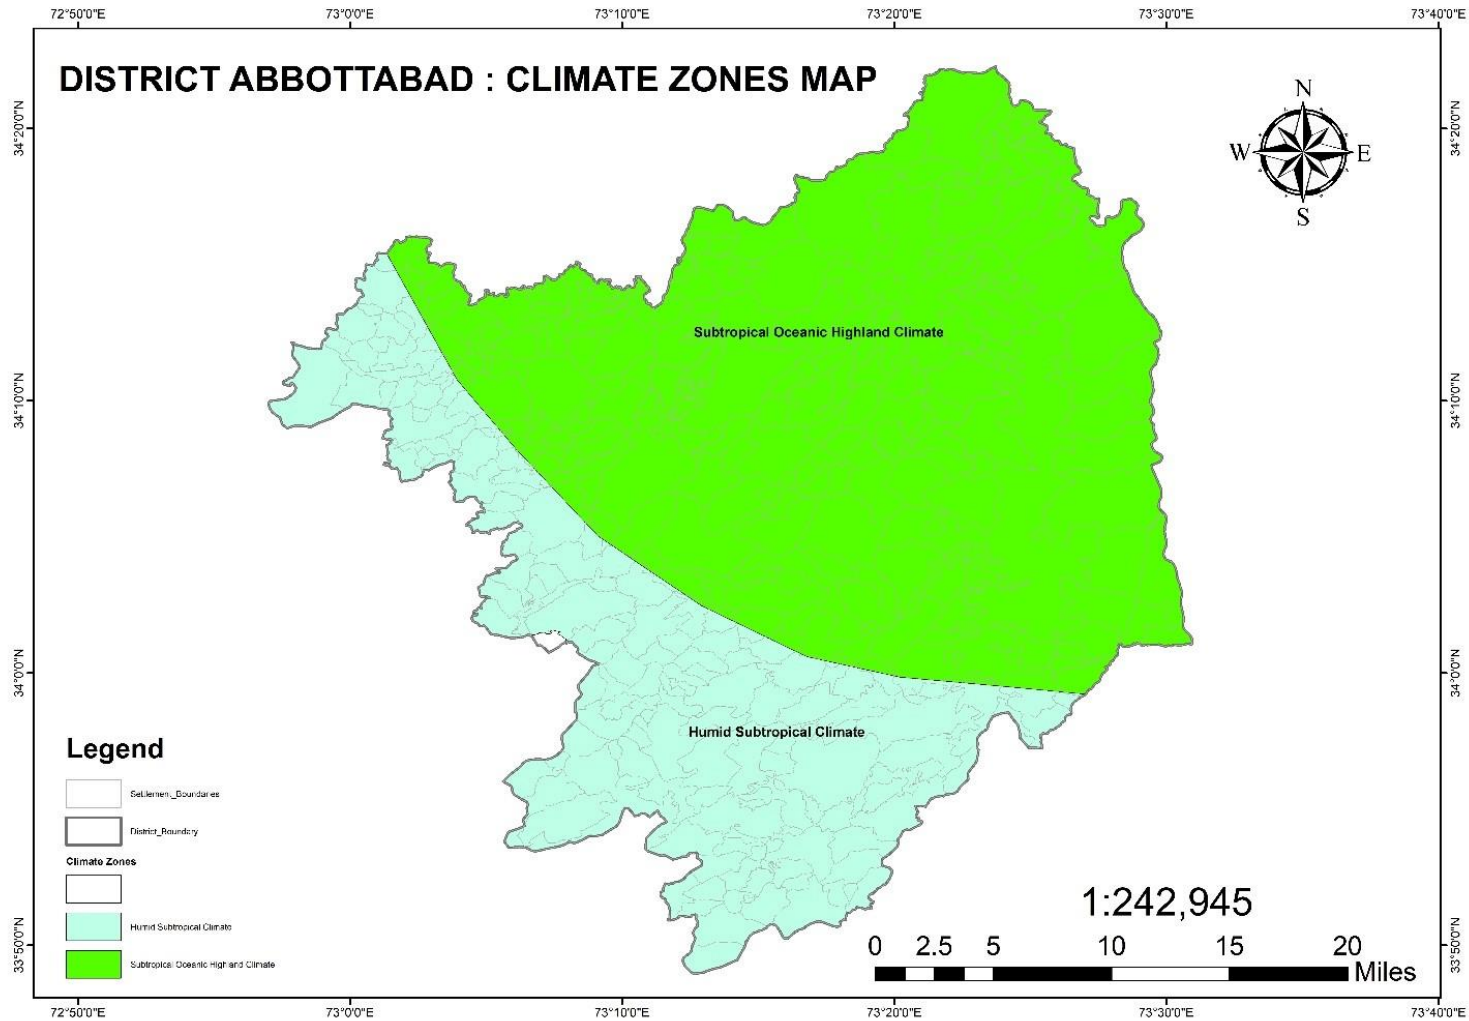 72°50'0"E 73°0'0"E 73°10'0"E 73°20'0"E 73°30'0"E 73°40'0"E
DISTRICT ABBOTTABAD : CLIMATE ZONES MAP
N
W E
S
34°20'0"N 34°20'0"N
Subtropical Oceanic Highland Climate
34°10'0"N 34°10'0"N
34°0'0"N 34°0'0"N
Humid Subtropical Climate
Legend
Settlement_Boundaries
District_Boundary
Climate Zones
Humid Subtropical Climate
Subtropical Oceanic Highland Climate
1:242,945
0 2.5 5 10 15 20
Miles
33°50'0"N 33°50'0"N
72°50'0"E 73°0'0"E 73°10'0"E 73°20'0"E 73°30'0"E 73°40'0"E